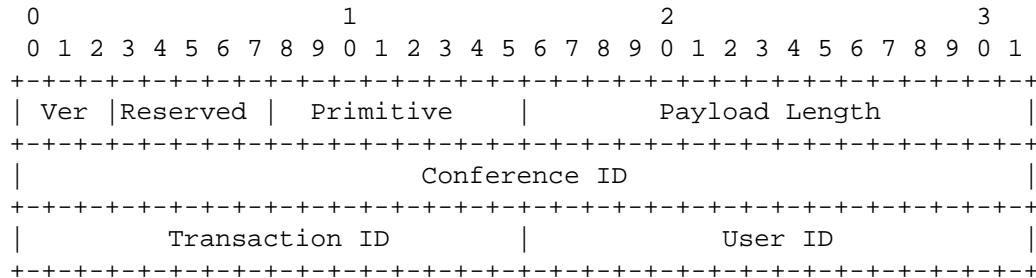 0                   1                   2                   3
 0 1 2 3 4 5 6 7 8 9 0 1 2 3 4 5 6 7 8 9 0 1 2 3 4 5 6 7 8 9 0 1
+-+-+-+-+-+-+-+-+-+-+-+-+-+-+-+-+-+-+-+-+-+-+-+-+-+-+-+-+-+-+-+-+
| Ver |Reserved |   Primitive   |        Payload Length         |
+-+-+-+-+-+-+-+-+-+-+-+-+-+-+-+-+-+-+-+-+-+-+-+-+-+-+-+-+-+-+-+-+
|                         Conference ID                         |
+-+-+-+-+-+-+-+-+-+-+-+-+-+-+-+-+-+-+-+-+-+-+-+-+-+-+-+-+-+-+-+-+
|         Transaction ID        |            User ID            |
+-+-+-+-+-+-+-+-+-+-+-+-+-+-+-+-+-+-+-+-+-+-+-+-+-+-+-+-+-+-+-+-+